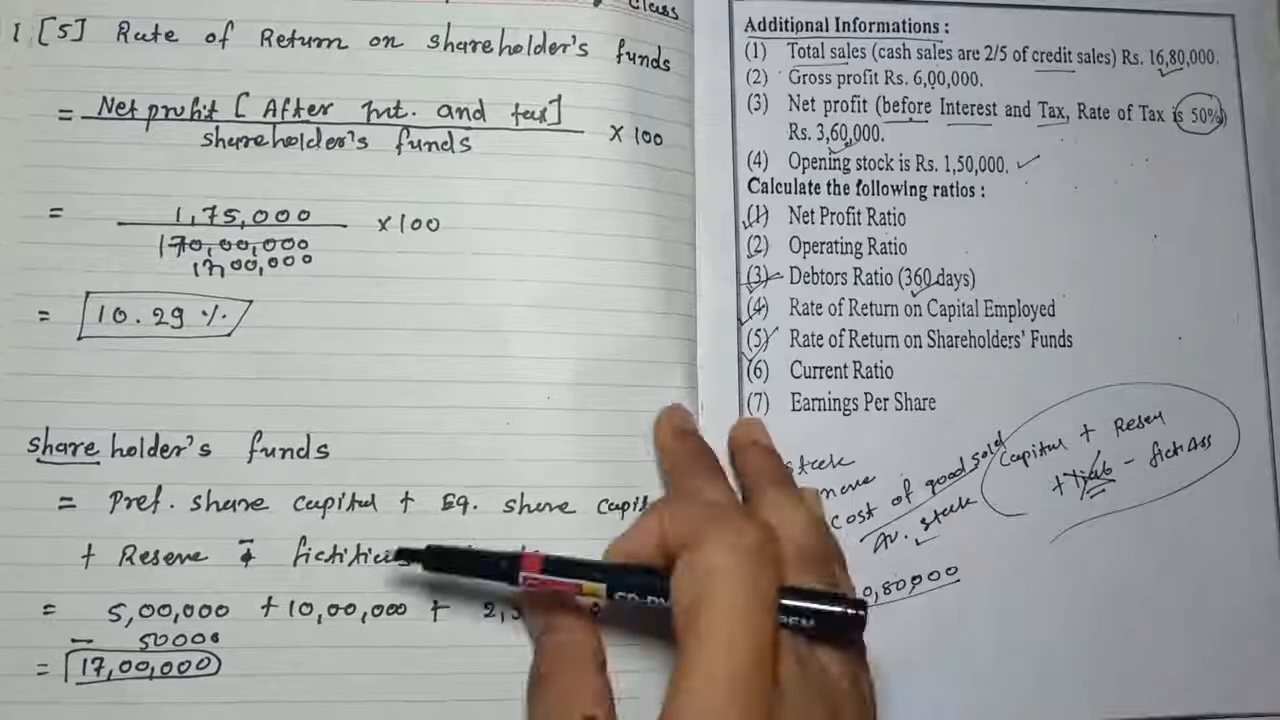 Class
[5] Rate of Return on shareholder's funds
= Net profit [After Int. and tax] / shareholder's funds × 100
= 1,75,000 / 170,00,000 × 100
17,00,000
= 10.29 %
shareholder's funds
= Pref. share capital + Eq. share
+ Reserve - fictitious
= 5,00,000 + 10,00,000 + 2,
- 50000
= 17,00,000
Additional Informations :
(1) Total sales (cash sales are 2/5 of credit sales) Rs. 16,80,000.
(2) Gross profit Rs. 6,00,000.
(3) Net profit (before Interest and Tax, Rate of Tax is 50%)
Rs. 3,60,000.
(4) Opening stock is Rs. 1,50,000.
Calculate the following ratios :
(1) Net Profit Ratio
(2) Operating Ratio
(3) Debtors Ratio (360 days)
(4) Rate of Return on Capital Employed
(5) Rate of Return on Shareholders' Funds
(6) Current Ratio
(7) Earnings Per Share
Capital + Reser
+ - fictiAss
cost of good sold
Av. stock
0,80,000